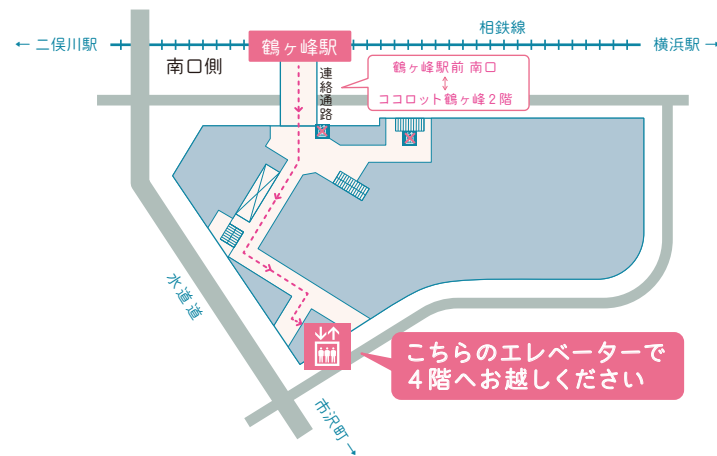 相鉄線
← 二俣川駅
鶴ヶ峰駅
横浜駅 →
南口側
連絡通路
鶴ヶ峰駅前 南口
↕
ココロット鶴ヶ峰2階
水道道
こちらのエレベーターで
4階へお越しください
市沢町→